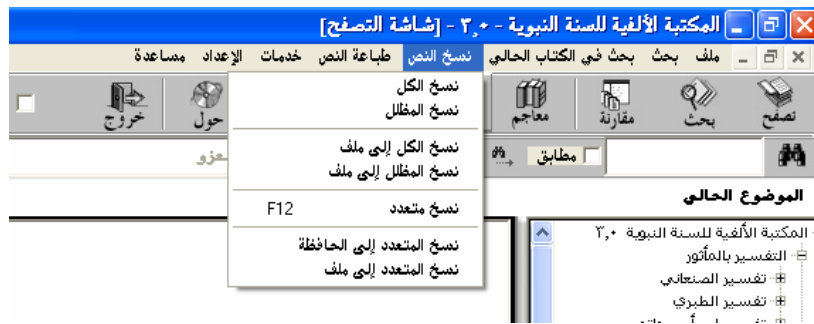 المكتبة الألفية للسنة النبوية - ٣,٠ - [شاشة التصفح]
ملف بحث بحث في الكتاب الحالي نسخ النص طباعة النص خدمات الإعداد مساعدة
تصفح بحث مقارنة معاجم حول خروج
نسخ الكل
نسخ المظلل
نسخ الكل إلى ملف
نسخ المظلل إلى ملف
نسخ متعدد F12
نسخ المتعدد إلى الحافظة
نسخ المتعدد إلى ملف
مطابق
الموضوع الحالي
المكتبة الألفية للسنة النبوية ٣,٠
التفسير بالمأثور
تفسير الصنعاني
تفسير الطبري